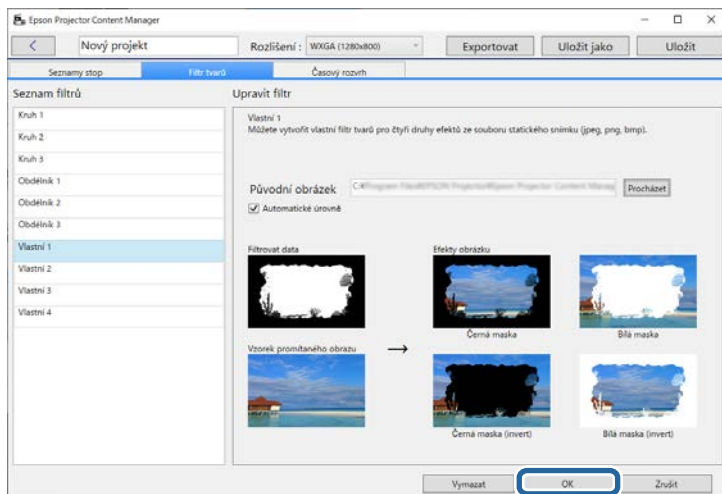 Epson Projector Content Manager
Nový projekt
Rozlišení : WXGA (1280x800)
Exportovat
Uložit jako
Uložit
Seznamy stop
Filtr tvarů
Časový rozvrh
Seznam filtrů
Kruh 1
Kruh 2
Kruh 3
Obdélník 1
Obdélník 2
Obdélník 3
Vlastní 1
Vlastní 2
Vlastní 3
Vlastní 4
Upravit filtr
Vlastní 1
Můžete vytvořit vlastní filtr tvarů pro čtyři druhy efektů ze souboru statického snímku (jpeg, png, bmp).
Původní obrázek
Procházet
Automatické úrovně
Filtrovat data
Efekty obrázku
Černá maska
Bílá maska
Vzorek promítaného obrazu
→
Černá maska (invert)
Bílá maska (invert)
Vymazat
OK
Zrušit